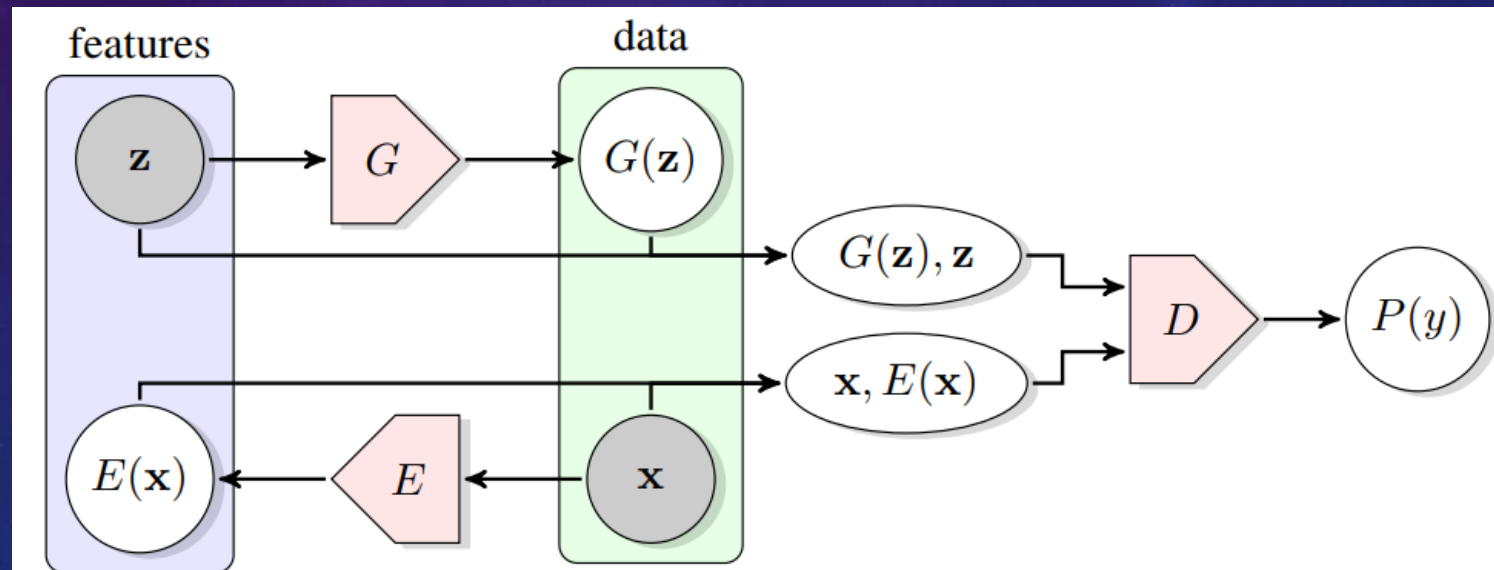 features
data
z
G
G(z)
G(z), z
D
P(y)
x, E(x)
E(x)
E
x